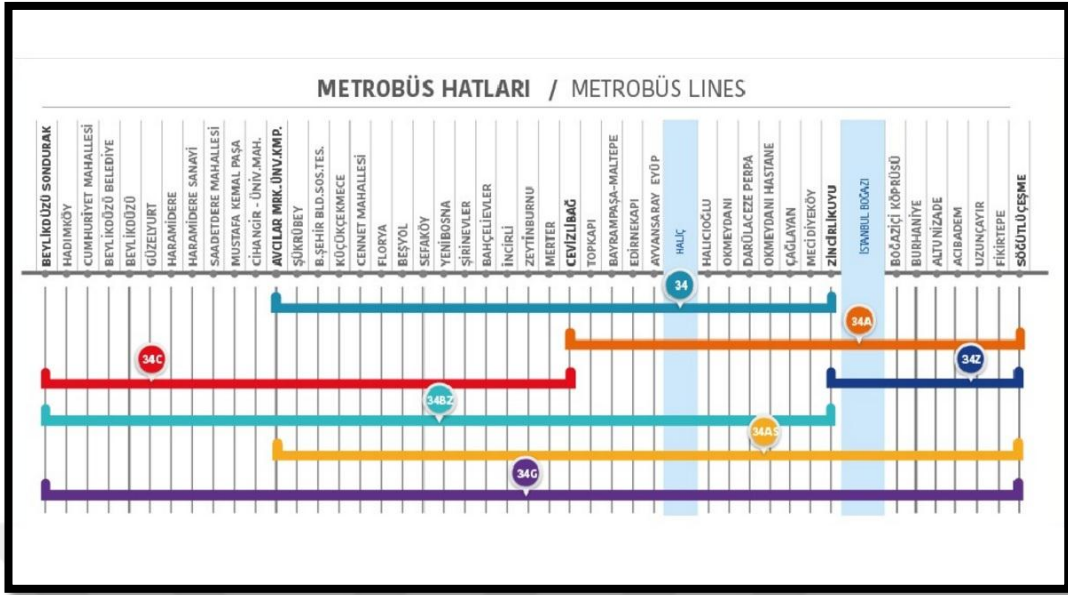 METROBÜS HATLARI / METROBÜS LINES
BEYLİKDÜZÜ SONDURAK
HADIMKÖY
CUMHURİYET MAHALLESİ
BEYLİKDÜZÜ BELEDİYE
BEYLİKDÜZÜ
GÜZELYURT
HARAMİDERE
HARAMİDERE SANAYİ
SAADETDERE MAHALLESİ
MUSTAFA KEMAL PAŞA
CİHANGİR - ÜNİV.MAH.
AVCILAR MRK.ÜNV.KMP.
ŞÜKRÜBEY
B.ŞEHİR BLD.SOS.TES.
KÜÇÜKÇEKMECE
CENNET MAHALLESİ
FLORYA
BEŞYOL
SEFAKÖY
YENİBOSNA
ŞİRİNEVLER
BAHÇELİEVLER
İNCİRLİ
ZEYTİNBURNU
MERTER
CEVİZLİBAĞ
TOPKAPI
BAYRAMPAŞA-MALTEPE
EDİRNEKAPI
AYVANSARAY EYÜP
HALİÇ
HALICIOĞLU
OKMEYDANI
DARÜLACEZE PERPA
OKMEYDANI HASTANE
ÇAĞLAYAN
MECİDİYEKÖY
ZİNCİRLİKUYU
İSTANBUL BOĞAZI
BOĞAZİÇİ KÖPRÜSÜ
BURHANİYE
ALTUNİZADE
ACIBADEM
UZUNÇAYIR
FİKİRTEPE
SÖĞÜTLÜÇEŞME
34
34A
34C
34Z
34BZ
34AS
34G